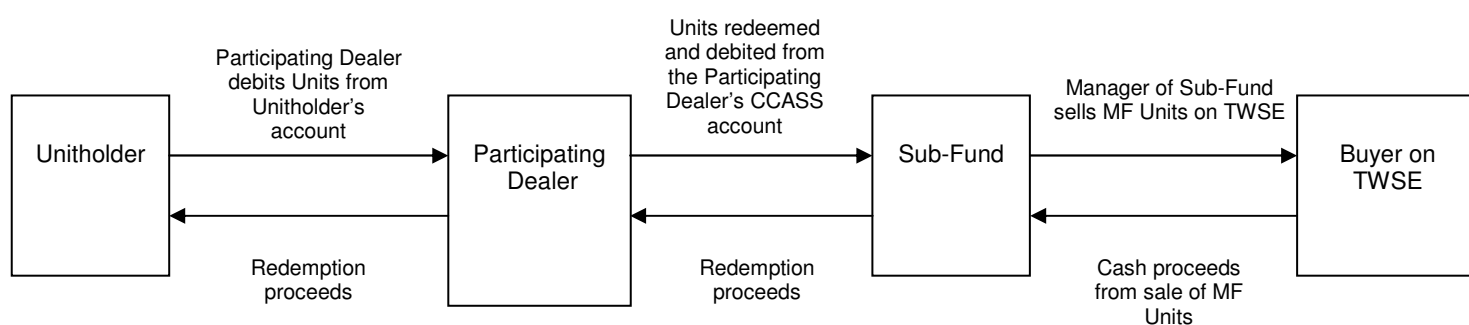 Participating Dealer
debits Units from
Unitholder's
account
Units redeemed
and debited from
the Participating
Dealer's CCASS
account
Manager of Sub-Fund
sells MF Units on TWSE
Unitholder
Participating
Dealer
Sub-Fund
Buyer on
TWSE
Redemption
proceeds
Redemption
proceeds
Cash proceeds
from sale of MF
Units